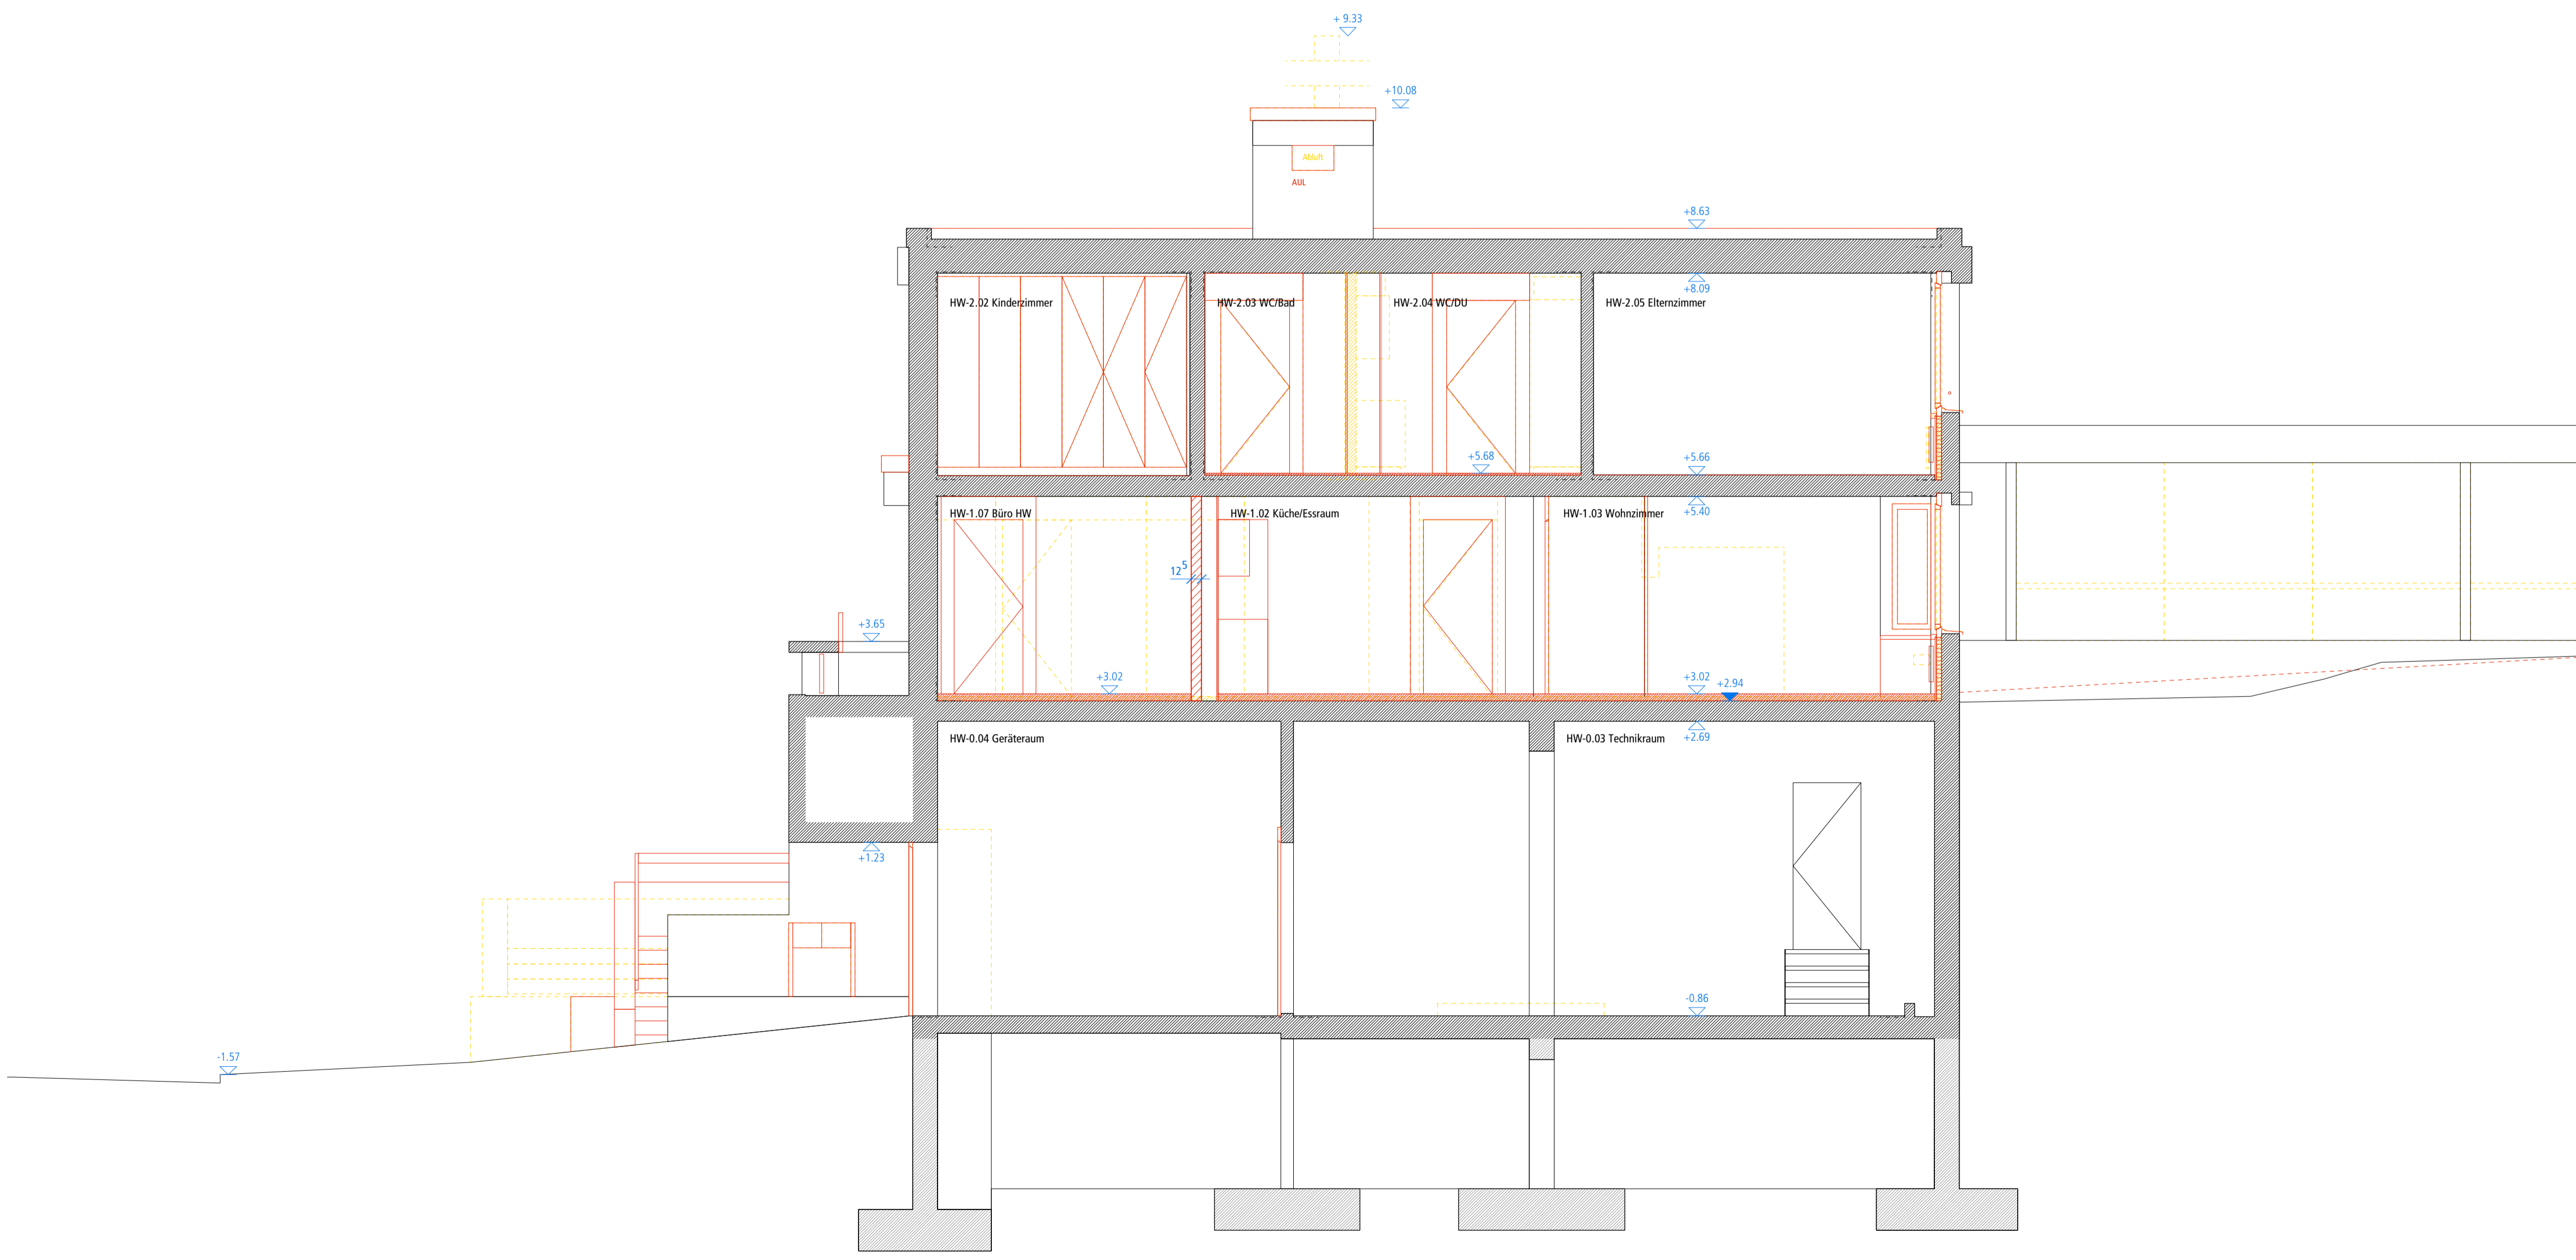 + 9.33
+10.08
Abluft
AUL
+8.63
+8.09
HW-2.02 Kinderzimmer
HW-2.03 WC/Bad
HW-2.04 WC/DU
HW-2.05 Elternzimmer
+5.68
+5.66
+5.40
HW-1.07 Büro HW
HW-1.02 Küche/Essraum
HW-1.03 Wohnzimmer
12⁵
+3.65
+3.02
+3.02
+2.94
HW-0.04 Geräteraum
HW-0.03 Technikraum
+2.69
+1.23
-0.86
-1.57